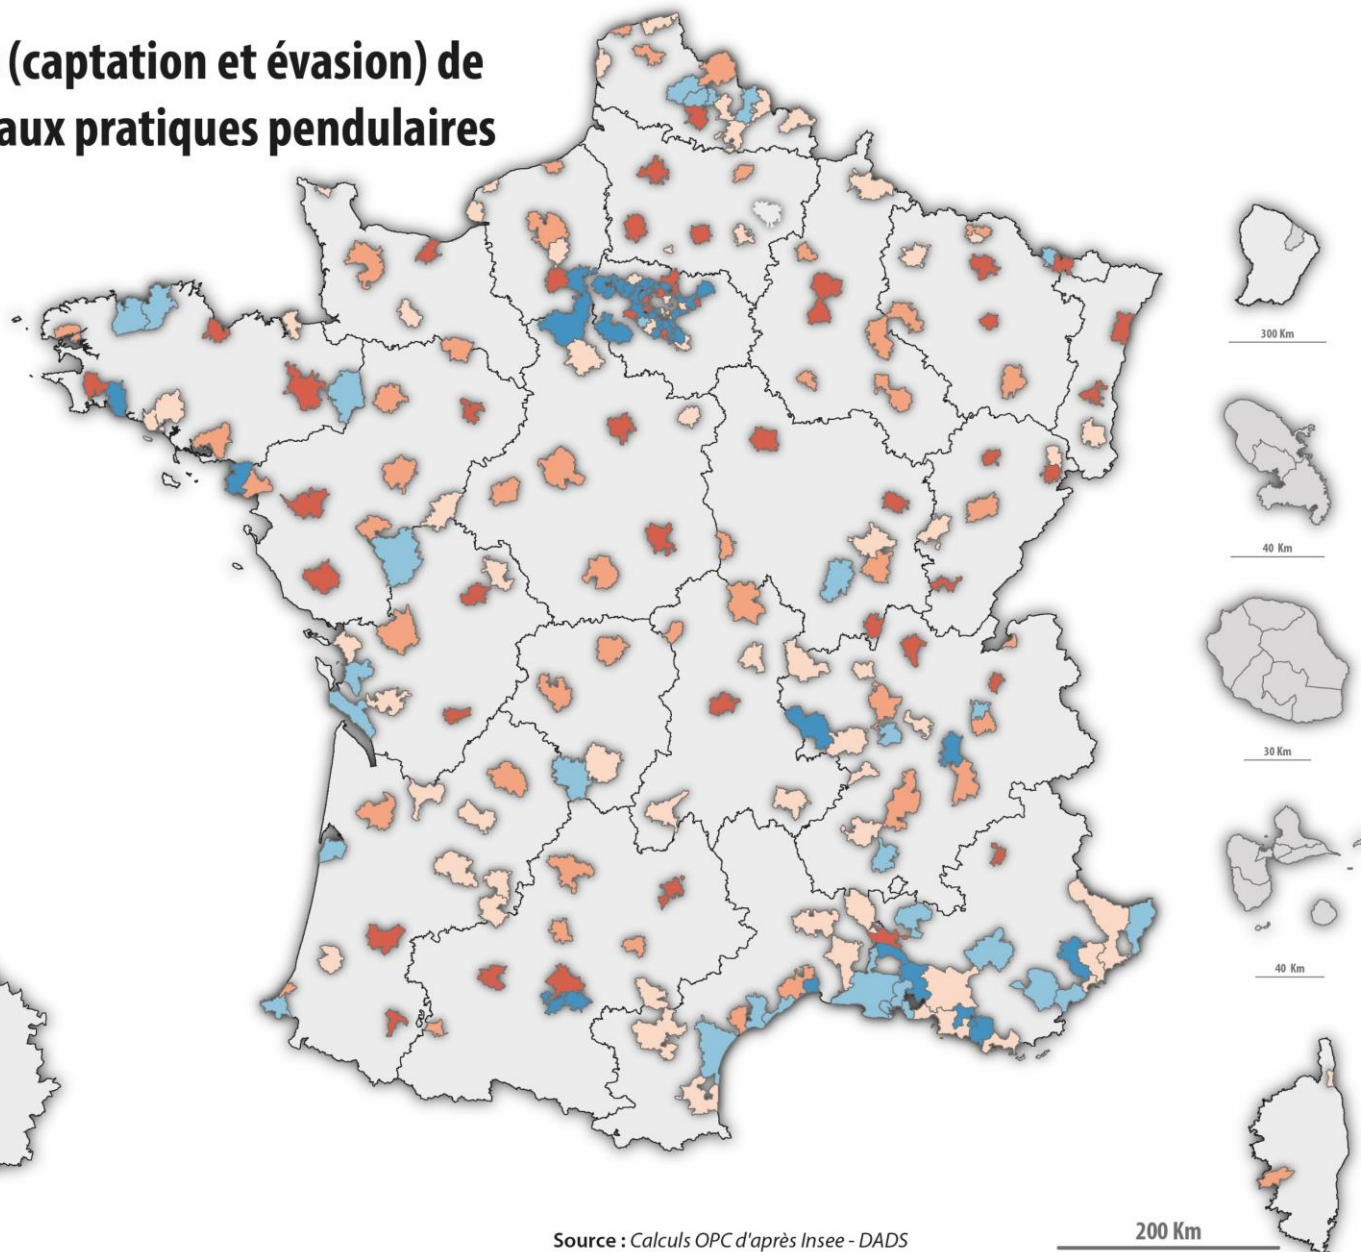 (captation et évasion) de
aux pratiques pendulaires
300 Km
40 Km
30 Km
40 Km
200 Km
Source : Calculs OPC d'après Insee - DADS